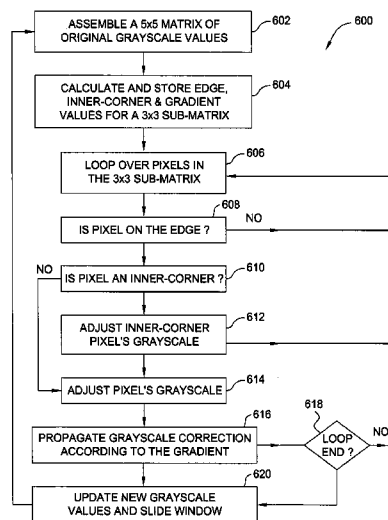 ASSEMBLE A 5x5 MATRIX OF
ORIGINAL GRAYSCALE VALUES
602
600
CALCULATE AND STORE EDGE,
INNER-CORNER & GRADIENT
VALUES FOR A 3x3 SUB-MATRIX
604
LOOP OVER PIXELS IN
THE 3x3 SUB-MATRIX
606
608
IS PIXEL ON THE EDGE ?
NO
NO
IS PIXEL AN INNER-CORNER ?
610
ADJUST INNER-CORNER
PIXEL'S GRAYSCALE
612
ADJUST PIXEL'S GRAYSCALE
614
616
618
PROPAGATE GRAYSCALE CORRECTION
ACCORDING TO THE GRADIENT
LOOP
END ?
NO
620
UPDATE NEW GRAYSCALE
VALUES AND SLIDE WINDOW